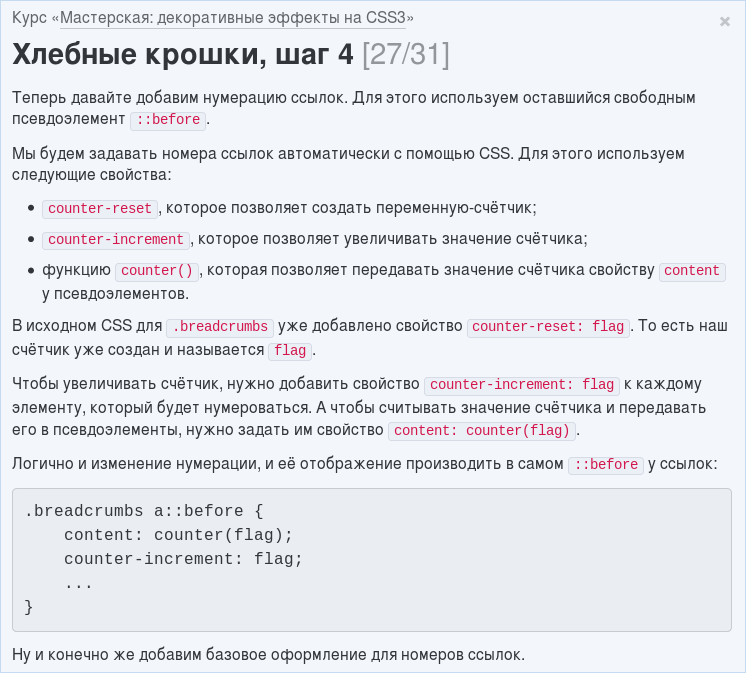 Курс «Мастерская: декоративные эффекты на CSS3»
×
Хлебные крошки, шаг 4 [27/31]
Теперь давайте добавим нумерацию ссылок. Для этого используем оставшийся свободным
псевдоэлемент ::before.
Мы будем задавать номера ссылок автоматически с помощью CSS. Для этого используем
следующие свойства:
• counter-reset, которое позволяет создать переменную-счётчик;
• counter-increment, которое позволяет увеличивать значение счётчика;
• функцию counter(), которая позволяет передавать значение счётчика свойству content
у псевдоэлементов.
В исходном CSS для .breadcrumbs уже добавлено свойство counter-reset: flag. То есть наш
счётчик уже создан и называется flag.
Чтобы увеличивать счётчик, нужно добавить свойство counter-increment: flag к каждому
элементу, который будет нумероваться. А чтобы считывать значение счётчика и передавать
его в псевдоэлементы, нужно задать им свойство content: counter(flag).
Логично и изменение нумерации, и её отображение производить в самом ::before у ссылок:
.breadcrumbs a::before {
    content: counter(flag);
    counter-increment: flag;
    ...
}
Ну и конечно же добавим базовое оформление для номеров ссылок.